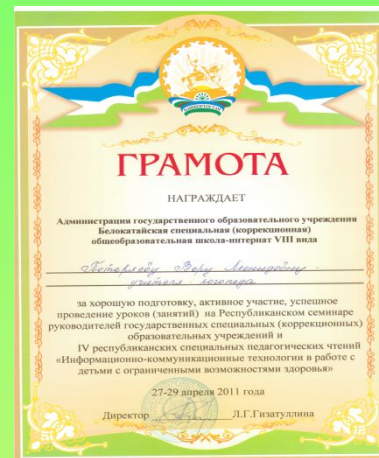 БАШКОРТОСТАН
ГРАМОТА
НАГРАЖДАЕТ
Администрация государственного образовательного учреждения
Белокатайская специальная (коррекционная)
общеобразовательная школа-интернат VIII вида
Веру Леонидовну -
учителя - логопеда
за хорошую подготовку, активное участие, успешное
проведение уроков (занятий) на Республиканском семинаре
руководителей государственных специальных (коррекционных)
образовательных учреждений и
IV республиканских специальных педагогических чтений
«Информационно-коммуникационные технологии в работе с
детьми с ограниченными возможностями здоровья»
27-29 апреля 2011 года
Директор Л.Г.Гизатуллина